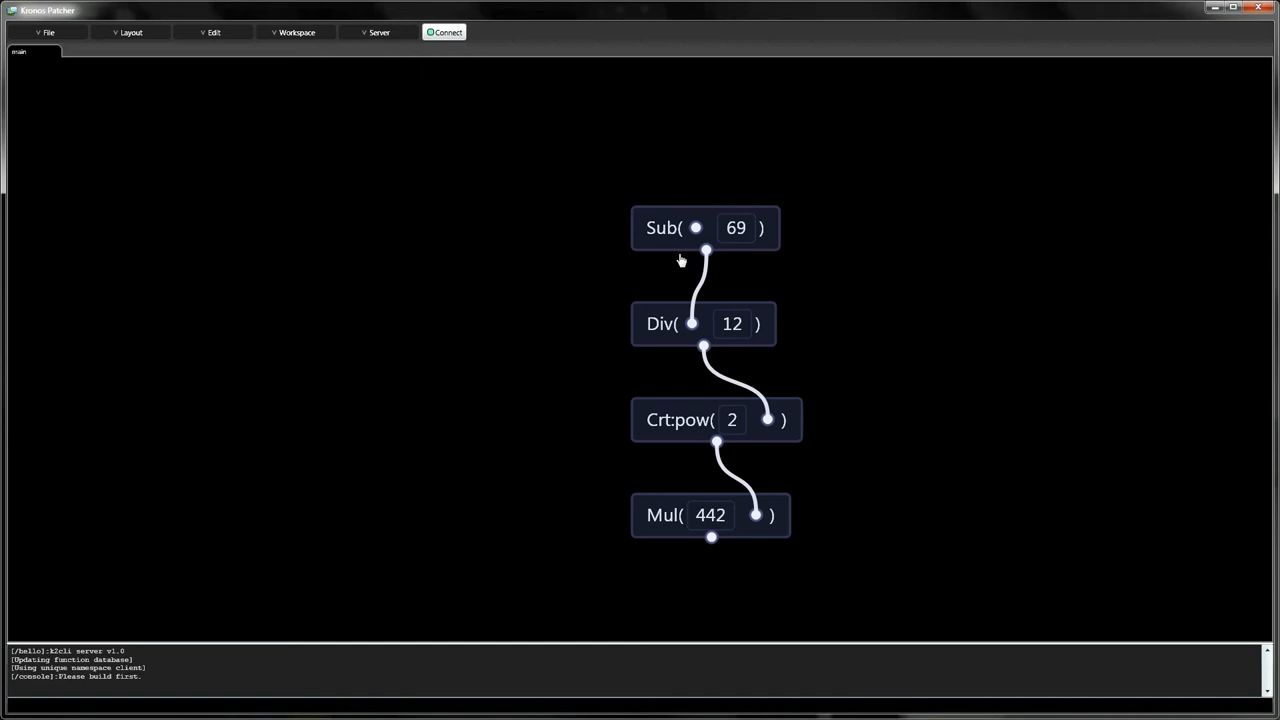 Kronos Patcher
File Layout Edit Workspace Server Connect
main
Sub( 69 )
Div( 12 )
Crt:pow( 2 )
Mul( 442 )
[/hello]:k2cli server v1.0
[Updating function database]
[Using unique namespace client]
[/console]:Please build first.